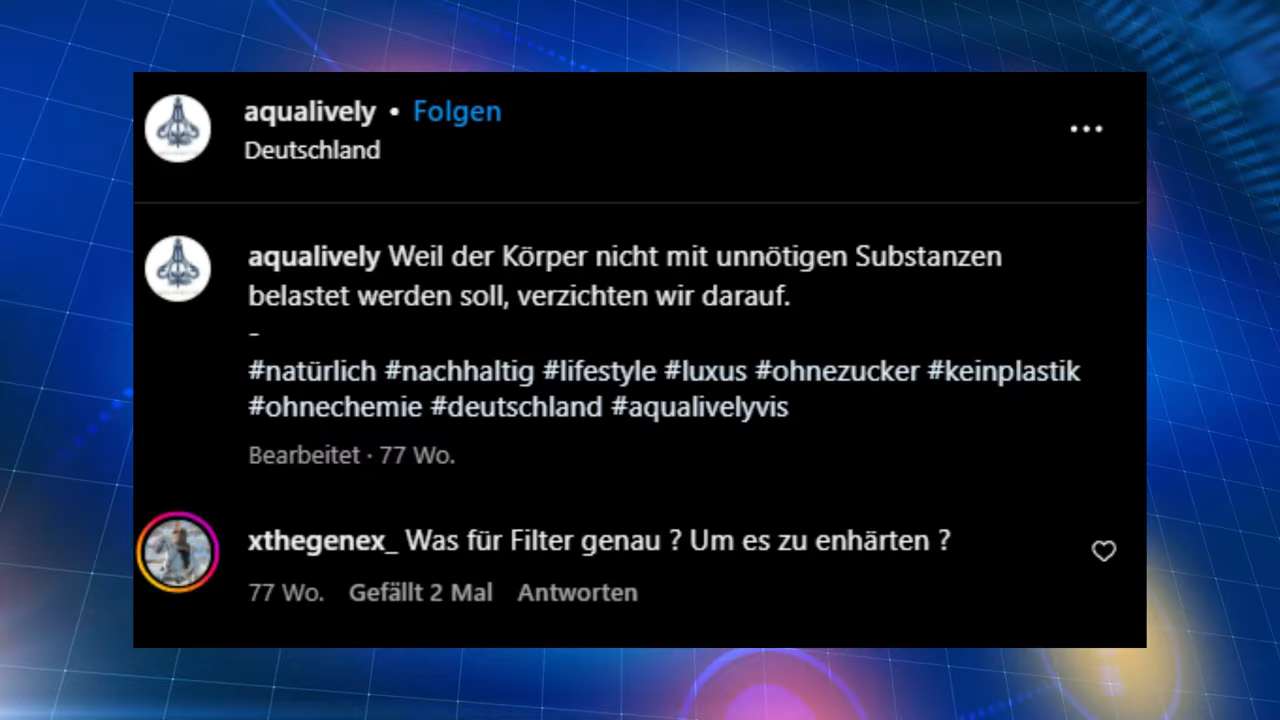 aqualively • Folgen
Deutschland
aqualively Weil der Körper nicht mit unnötigen Substanzen
belastet werden soll, verzichten wir darauf.
-
#natürlich #nachhaltig #lifestyle #luxus #ohnezucker #keinplastik
#ohnechemie #deutschland #aqualivelyvis
Bearbeitet · 77 Wo.
xthegenex_ Was für Filter genau ? Um es zu enhärten ?
77 Wo. Gefällt 2 Mal Antworten